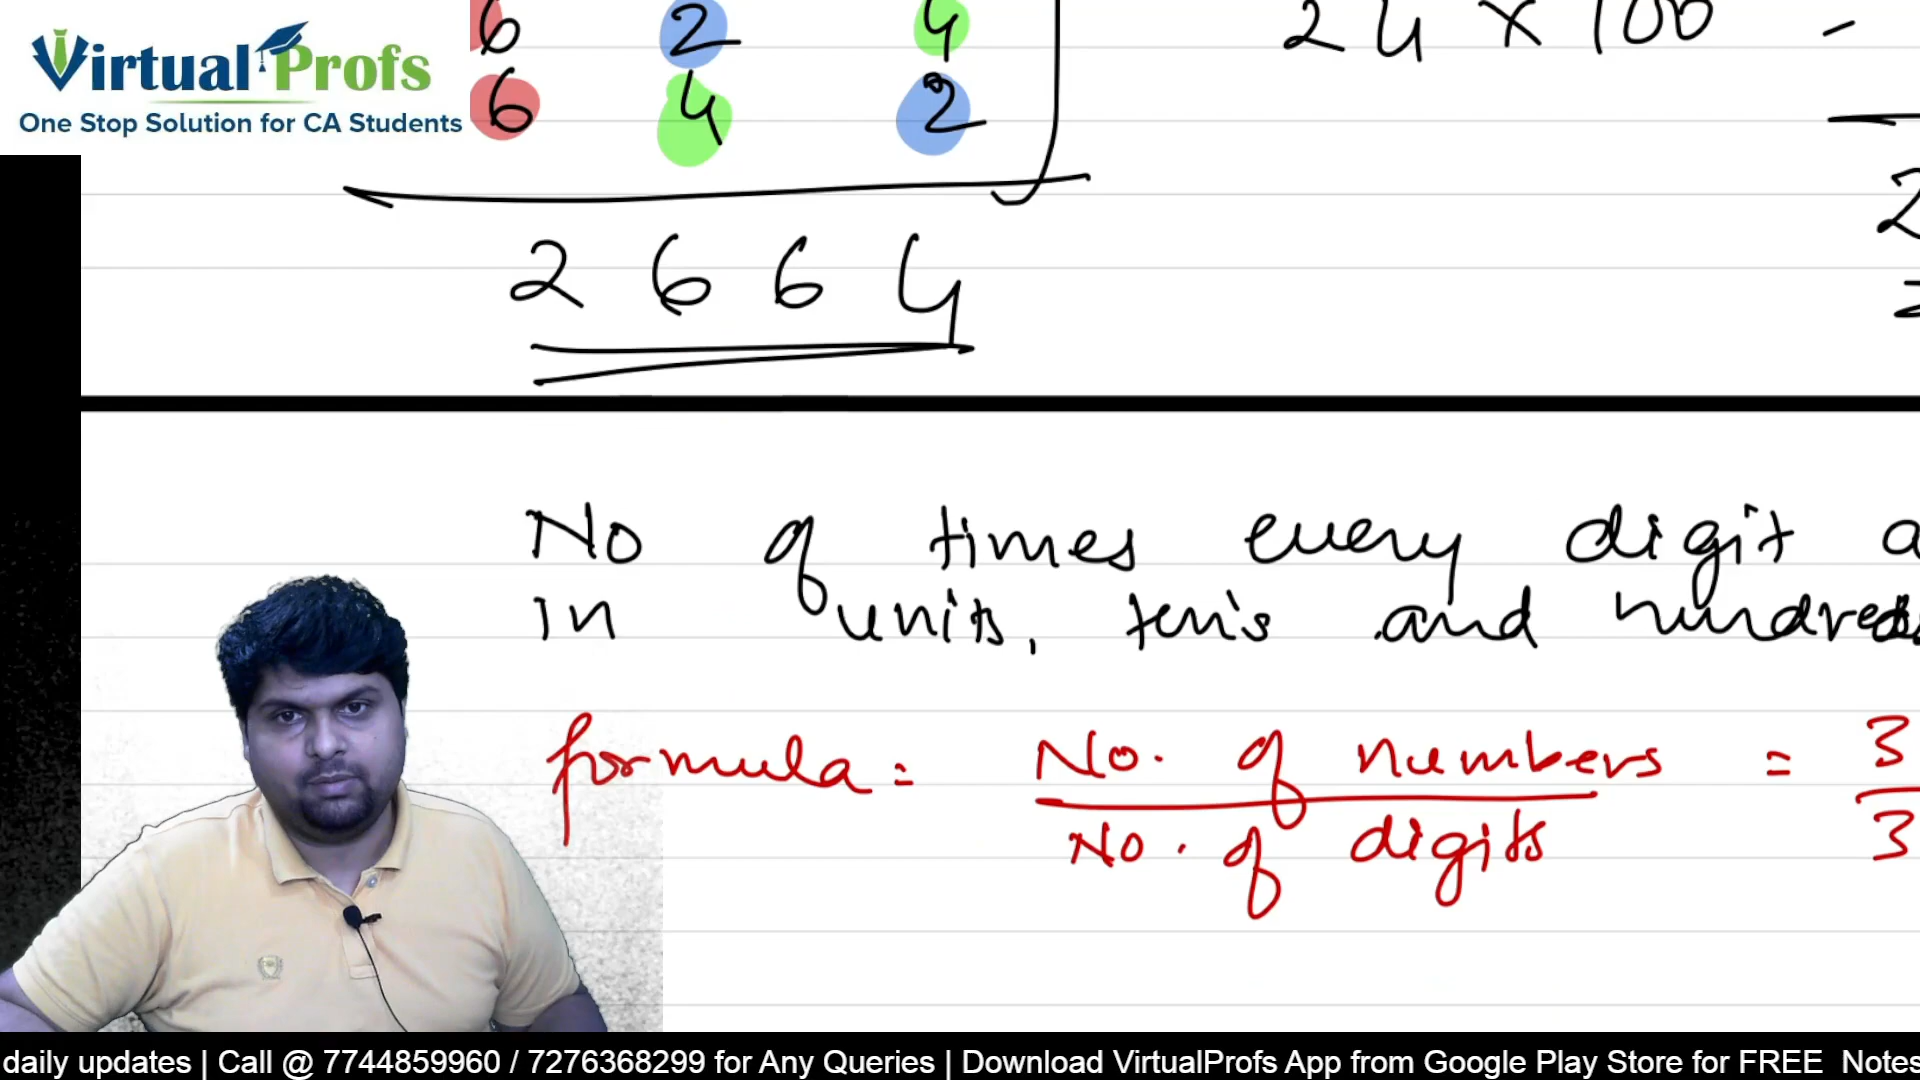 Virtual Profs
One Stop Solution for CA Students
6 2 4
6 4 2
2 6 6 4
24 × 100 =
No of times every digit a
in units, ten's and hundreds
formula = No. of numbers = 3
No. of digits 3
daily updates | Call @ 7744859960 / 7276368299 for Any Queries | Download VirtualProfs App from Google Play Store for FREE Notes